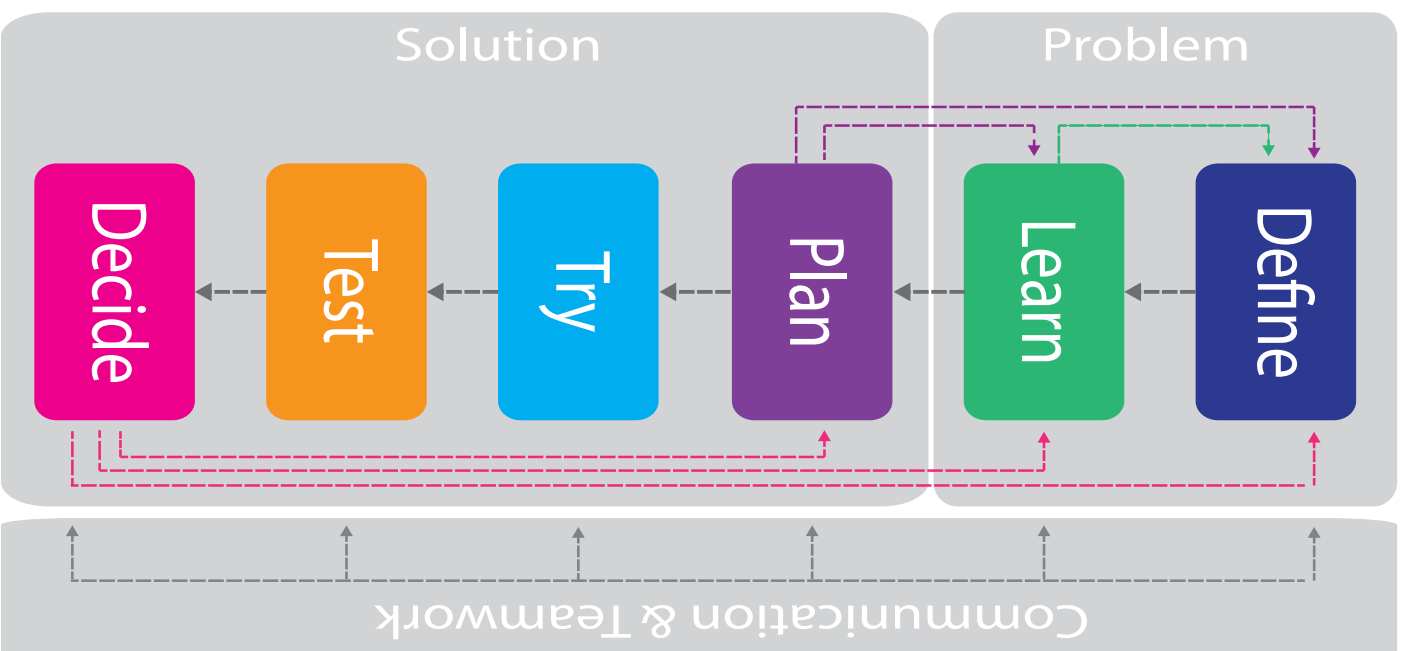 Solution
Problem
Decide
Test
Try
Plan
Learn
Define
Communication & Teamwork